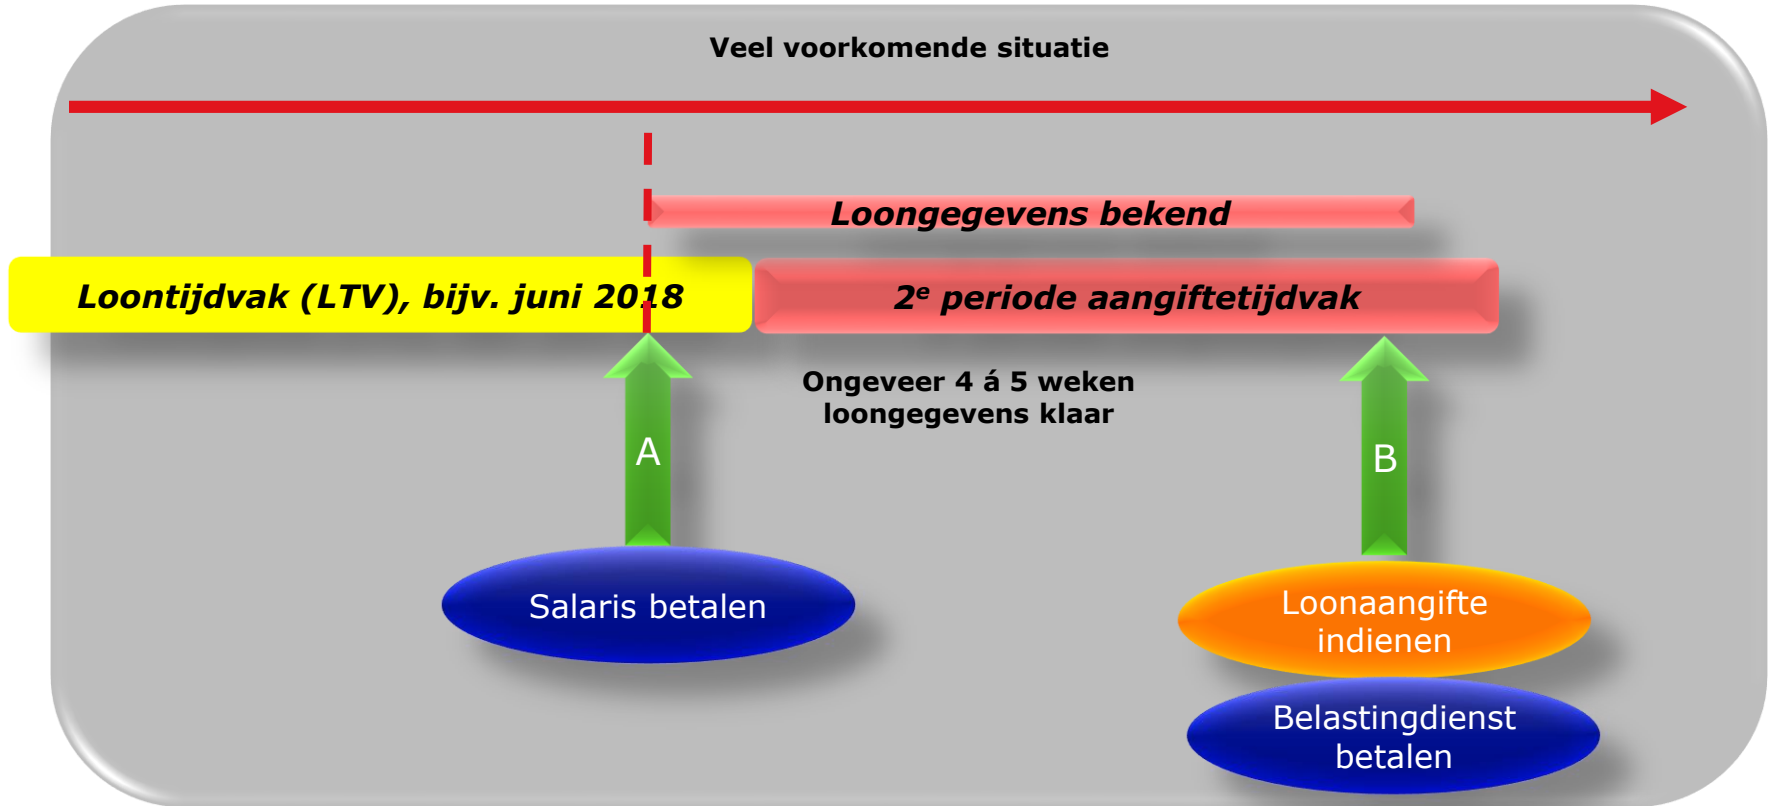 Veel voorkomende situatie
Loongegevens bekend
Loontijdvak (LTV), bijv. juni 2018
2e periode aangiftetijdvak
Ongeveer 4 á 5 weken
loongegevens klaar
A
B
Salaris betalen
Loonaangifte
indienen
Belastingdienst
betalen